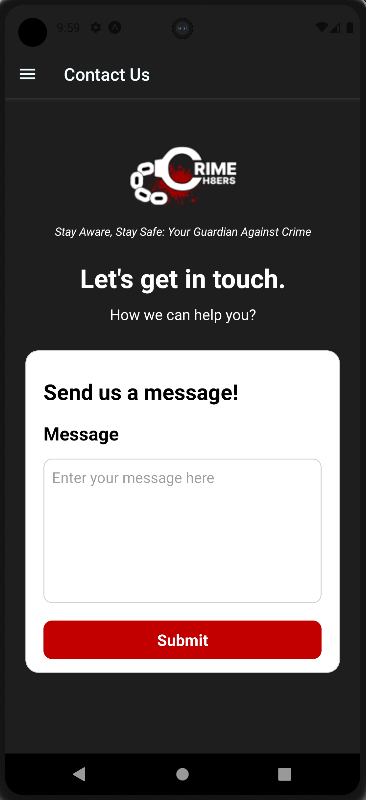 9:59
Contact Us
CRIME
H8ERS
Stay Aware, Stay Safe: Your Guardian Against Crime
Let's get in touch.
How we can help you?
Send us a message!
Message
Enter your message here
Submit